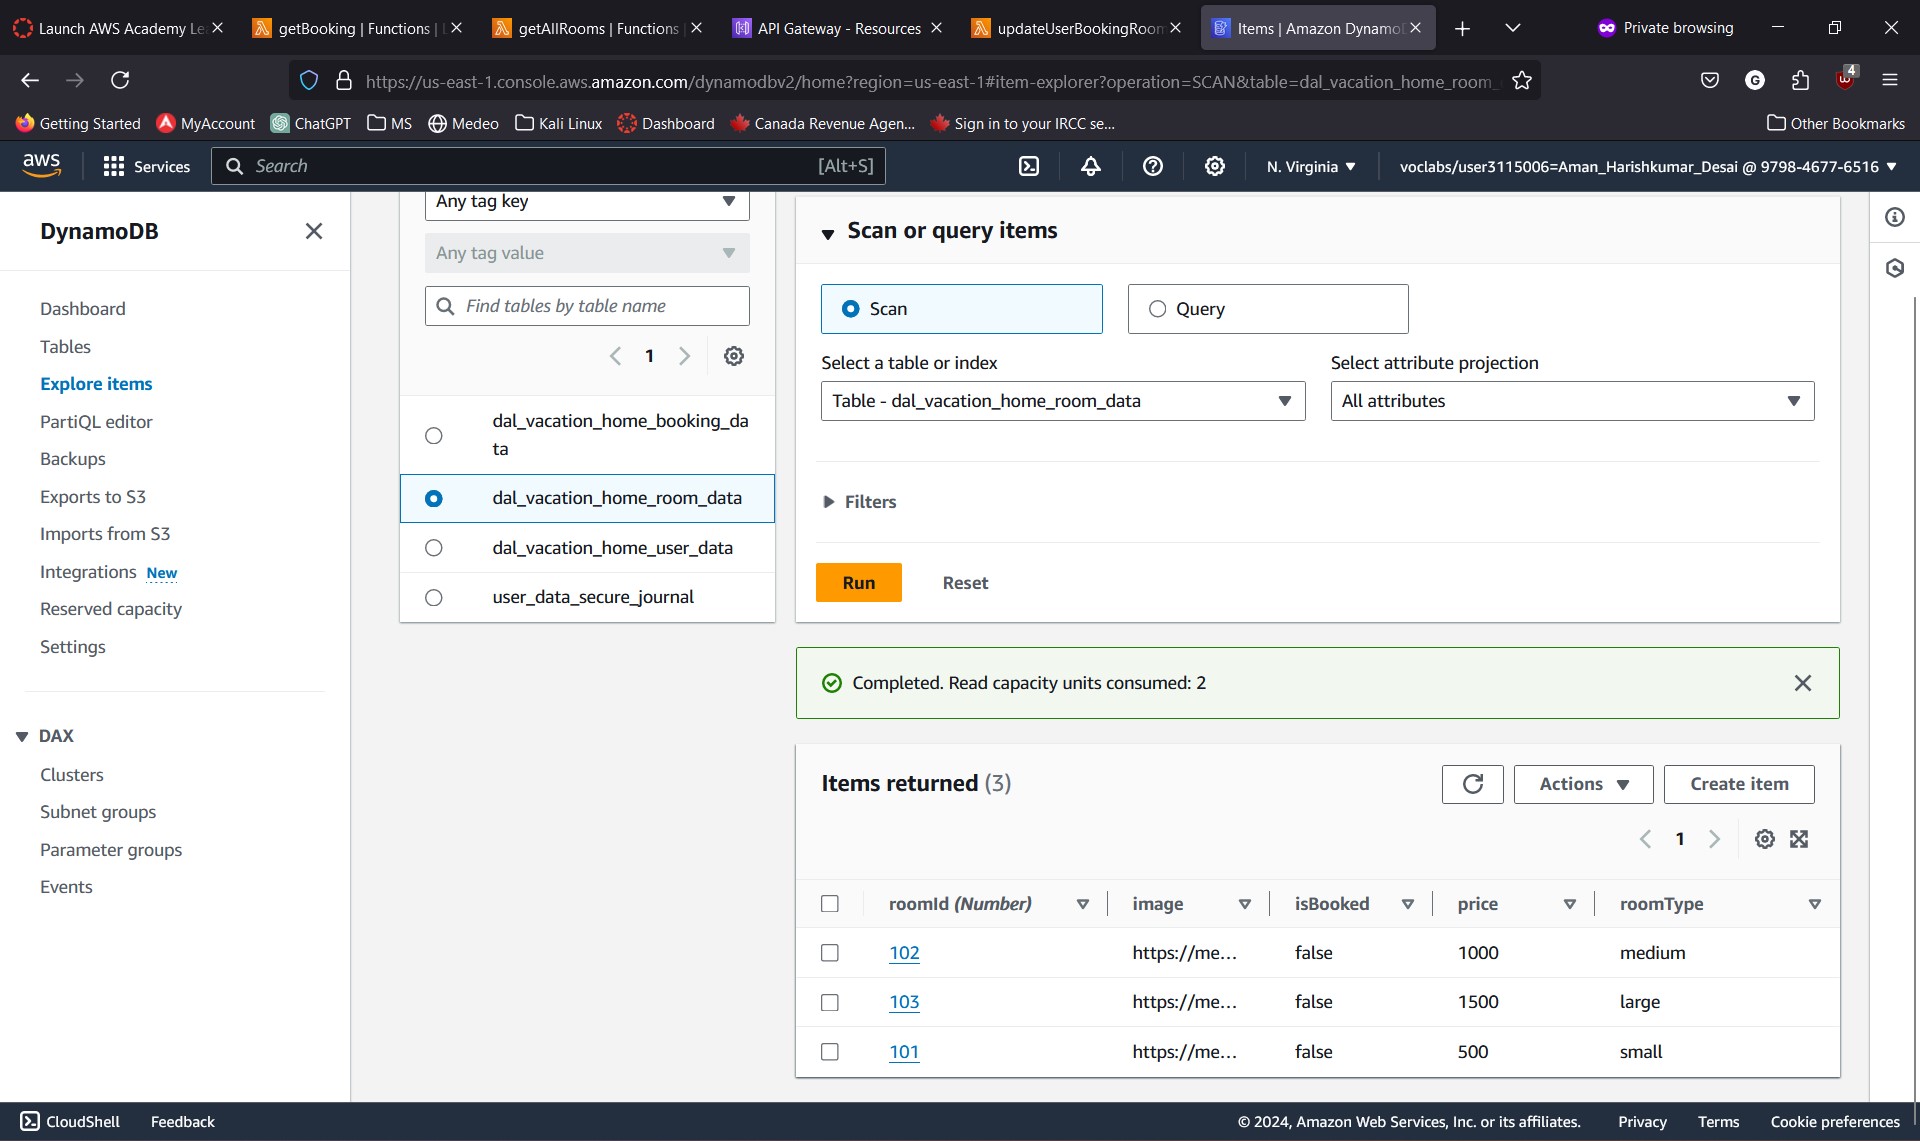 Launch AWS Academy Le
getBooking | Functions |
getAllRooms | Functions
API Gateway - Resources
updateUserBookingRoom
Items | Amazon Dynamo
Private browsing
https://us-east-1.console.aws.amazon.com/dynamodbv2/home?region=us-east-1#item-explorer?operation=SCAN&table=dal_vacation_home_room_
4
Getting Started
MyAccount
ChatGPT
MS
Medeo
Kali Linux
Dashboard
Canada Revenue Agen...
Sign in to your IRCC se...
Other Bookmarks
aws
Services
Search
[Alt+S]
N. Virginia
voclabs/user3115006=Aman_Harishkumar_Desai @ 9798-4677-6516
DynamoDB
Dashboard
Tables
Explore items
PartiQL editor
Backups
Exports to S3
Imports from S3
Integrations New
Reserved capacity
Settings
DAX
Clusters
Subnet groups
Parameter groups
Events
Any tag key
Any tag value
Find tables by table name
1
dal_vacation_home_booking_da
ta
dal_vacation_home_room_data
dal_vacation_home_user_data
user_data_secure_journal
Scan or query items
Scan
Query
Select a table or index
Select attribute projection
Table - dal_vacation_home_room_data
All attributes
Filters
Run
Reset
Completed. Read capacity units consumed: 2
Items returned (3)
Actions
Create item
1
roomId (Number) image isBooked price roomType
102 https://me... false 1000 medium
103 https://me... false 1500 large
101 https://me... false 500 small
CloudShell
Feedback
© 2024, Amazon Web Services, Inc. or its affiliates.
Privacy
Terms
Cookie preferences